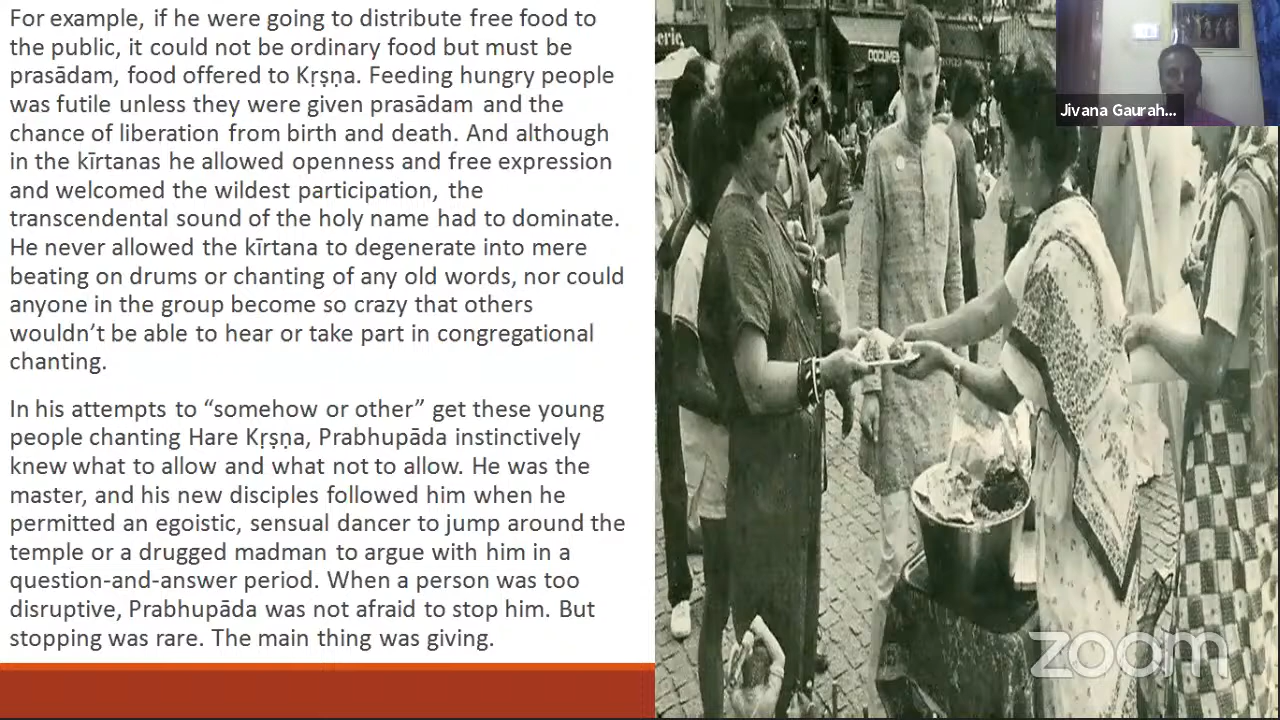 For example, if he were going to distribute free food to
the public, it could not be ordinary food but must be
prasādam, food offered to Kṛṣṇa. Feeding hungry people
was futile unless they were given prasādam and the
chance of liberation from birth and death. And although
in the kīrtanas he allowed openness and free expression
and welcomed the wildest participation, the
transcendental sound of the holy name had to dominate.
He never allowed the kīrtana to degenerate into mere
beating on drums or chanting of any old words, nor could
anyone in the group become so crazy that others
wouldn’t be able to hear or take part in congregational
chanting.
In his attempts to “somehow or other” get these young
people chanting Hare Kṛṣṇa, Prabhupāda instinctively
knew what to allow and what not to allow. He was the
master, and his new disciples followed him when he
permitted an egoistic, sensual dancer to jump around the
temple or a drugged madman to argue with him in a
question-and-answer period. When a person was too
disruptive, Prabhupāda was not afraid to stop him. But
stopping was rare. The main thing was giving.
Jivana Gaurah...
zoom